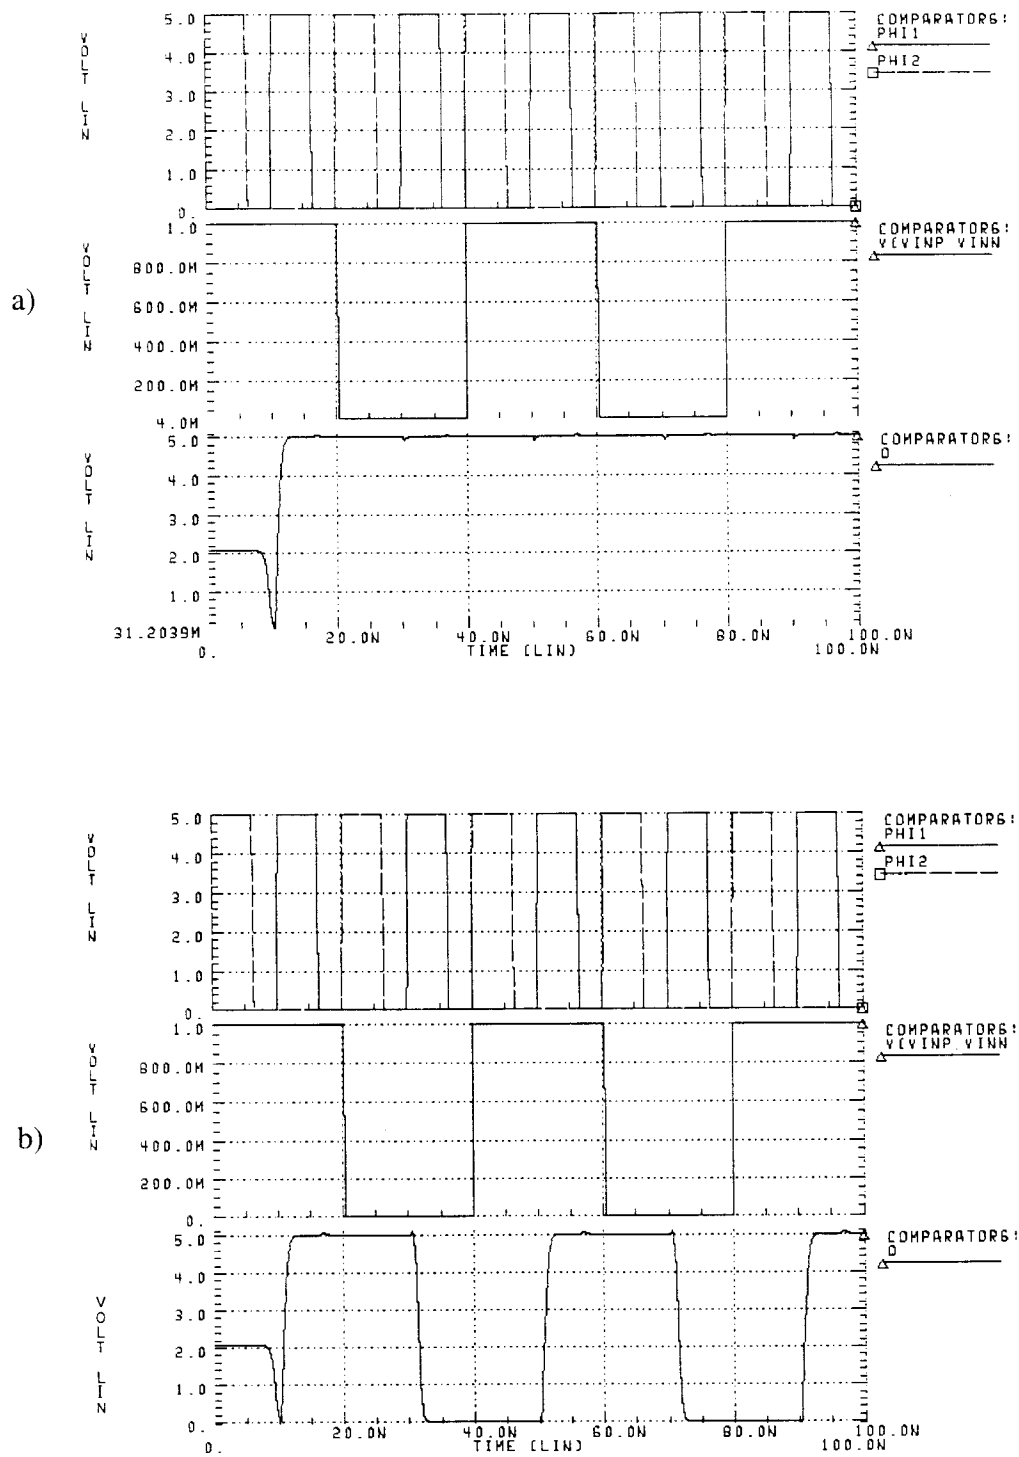 a)
VOLT LIN
5.0
4.0
3.0
2.0
1.0
0.
COMPARATOR6:
PHI1
PHI2
VOLT LIN
1.0
800.0M
600.0M
400.0M
200.0M
4.0M
COMPARATOR6:
V(VINP VINN
VOLT LIN
5.0
4.0
3.0
2.0
1.0
31.2039M
0.
20.0N
40.0N
60.0N
80.0N
100.0N
100.0N
TIME (LIN)
COMPARATOR6:
O
b)
VOLT LIN
5.0
4.0
3.0
2.0
1.0
0.
COMPARATOR6:
PHI1
PHI2
VOLT LIN
1.0
800.0M
600.0M
400.0M
200.0M
0.
COMPARATOR6:
V(VINP VINN
VOLT LIN
5.0
4.0
3.0
2.0
1.0
0.
0.
20.0N
40.0N
60.0N
80.0N
100.0N
100.0N
TIME (LIN)
COMPARATOR6:
O